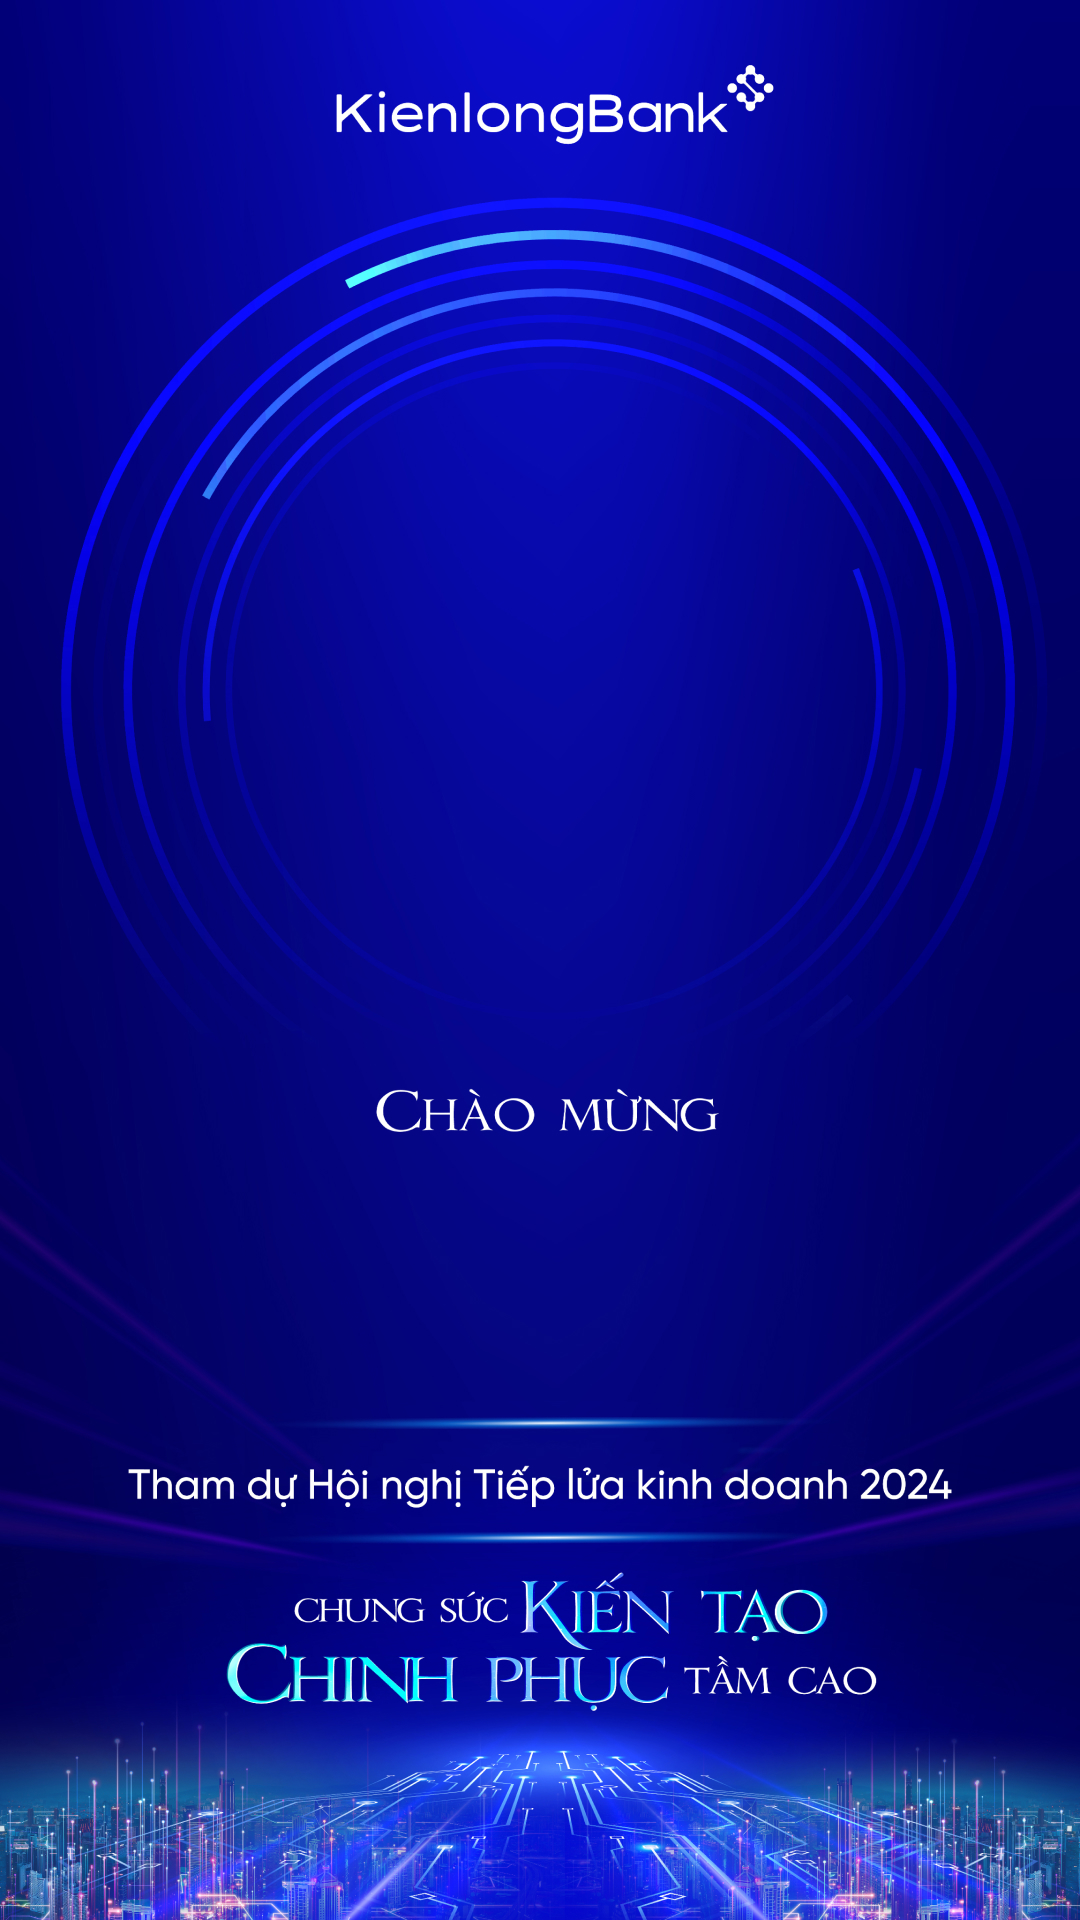 KienlongBank
CHÀO MỪNG
Tham dự Hội nghị Tiếp lửa kinh doanh 2024
CHUNG SỨC KIẾN TẠO
CHINH PHỤC TẦM CAO